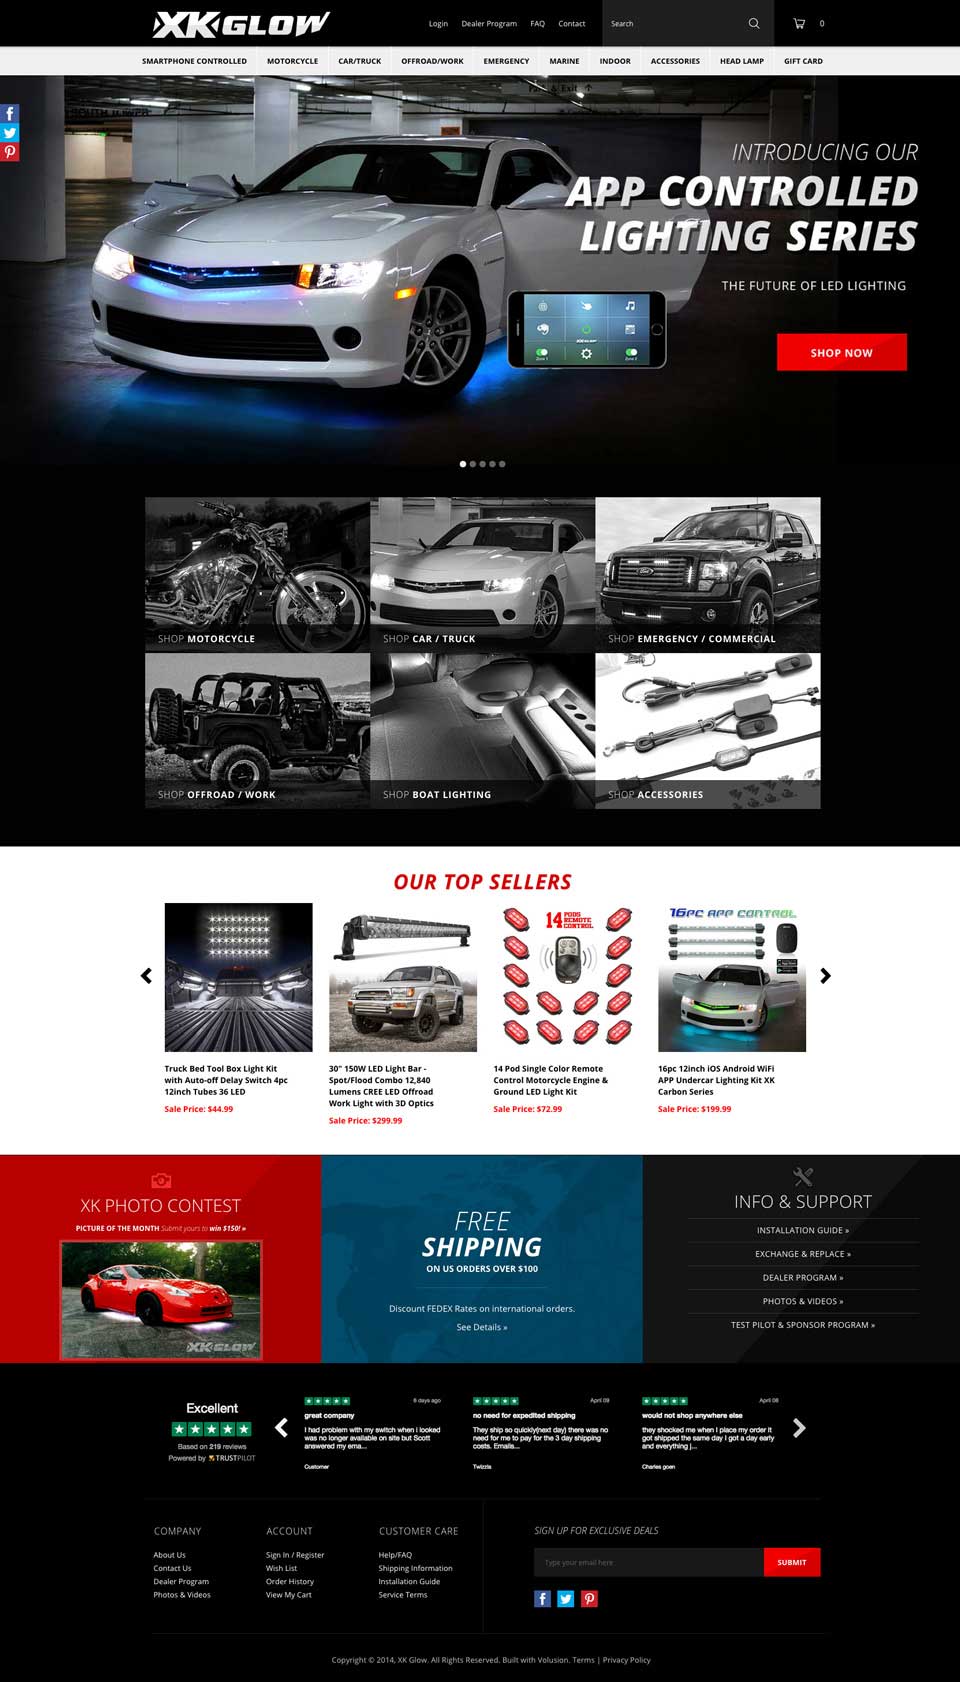 XKGLOW
Login Dealer Program FAQ Contact Search 0
SMARTPHONE CONTROLLED MOTORCYCLE CAR/TRUCK OFFROAD/WORK EMERGENCY MARINE INDOOR ACCESSORIES HEAD LAMP GIFT CARD
INTRODUCING OUR
APP CONTROLLED
LIGHTING SERIES
THE FUTURE OF LED LIGHTING
SHOP NOW
XKGLOW
Zone 1 Zone 2
SHOP MOTORCYCLE
SHOP CAR / TRUCK
SHOP EMERGENCY / COMMERCIAL
SHOP OFFROAD / WORK
SHOP BOAT LIGHTING
SHOP ACCESSORIES
OUR TOP SELLERS
14 PODS REMOTE CONTROL
16PC APP CONTROL
Truck Bed Tool Box Light Kit
with Auto-off Delay Switch 4pc
12inch Tubes 36 LED
Sale Price: $44.99
30" 150W LED Light Bar -
Spot/Flood Combo 12,840
Lumens CREE LED Offroad
Work Light with 3D Optics
Sale Price: $299.99
14 Pod Single Color Remote
Control Motorcycle Engine &
Ground LED Light Kit
Sale Price: $72.99
16pc 12inch iOS Android WiFi
APP Undercar Lighting Kit XK
Carbon Series
Sale Price: $199.99
XK PHOTO CONTEST
PICTURE OF THE MONTH Submit yours to win $150! »
XKGLOW
FREE
SHIPPING
ON US ORDERS OVER $100
Discount FEDEX Rates on international orders.
See Details »
INFO & SUPPORT
INSTALLATION GUIDE »
EXCHANGE & REPLACE »
DEALER PROGRAM »
PHOTOS & VIDEOS »
TEST PILOT & SPONSOR PROGRAM »
Excellent
Based on 219 reviews
Powered by TRUSTPILOT
6 days ago
great company
I had problem with my switch when i looked
was no longer available on site but Scott
answered my ema...
Customer
April 09
no need for expedited shipping
They ship so quickly(next day) there was no
need for me to pay for the 3 day shipping
costs. Emails...
Twizzla
April 08
would not shop anywhere else
they shocked me when I place my order It
got shipped the same day I got a day early
and everything j...
Charles goen
COMPANY
About Us
Contact Us
Dealer Program
Photos & Videos
ACCOUNT
Sign In / Register
Wish List
Order History
View My Cart
CUSTOMER CARE
Help/FAQ
Shipping Information
Installation Guide
Service Terms
SIGN UP FOR EXCLUSIVE DEALS
Type your email here SUBMIT
Copyright © 2014, XK Glow. All Rights Reserved. Built with Volusion. Terms | Privacy Policy